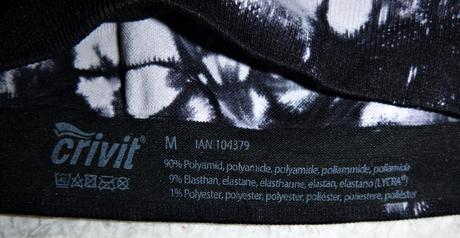 crivit®
M IAN 104379
90% Polyamid, polyamide, polyamide, poliammide, poliamida
9% Elasthan, elastane, élasthanne, elastan, elastano (LYCRA®)
1% Polyester, polyester, polyester, poliéster, poliestere, poliéster